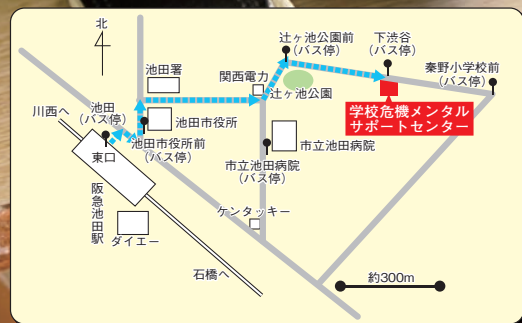 北
辻ヶ池公園前
(バス停)
下渋谷
(バス停)
秦野小学校前
(バス停)
池田署
関西電力
辻ヶ池公園
川西へ
池田
(バス停)
池田市役所
学校危機メンタル
サポートセンター
東口
池田市役所前
(バス停)
市立池田病院
市立池田病院
(バス停)
阪急池田駅
ケンタッキー
ダイエー
石橋へ
約300m